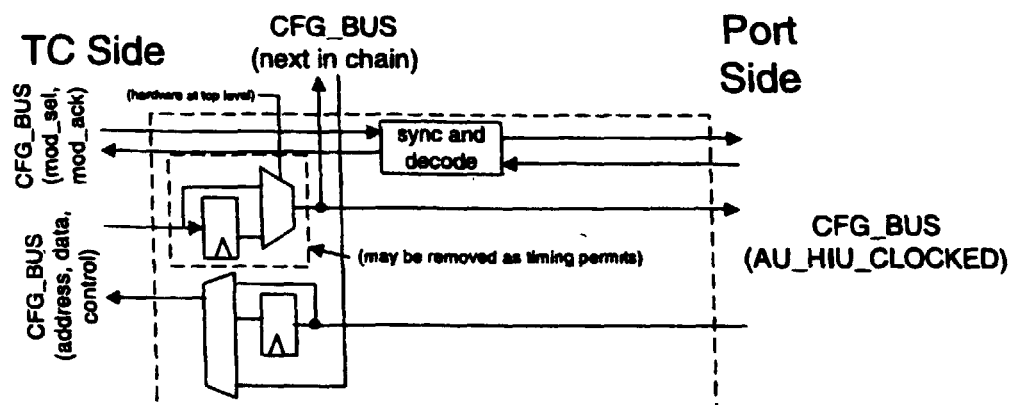 TC Side
CFG_BUS
(next in chain)
Port
Side
(hardware at top level)
CFG_BUS
(mod_sel,
mod_ack)
sync and
decode
CFG_BUS
(address, data,
control)
(may be removed as timing permits)
CFG_BUS
(AU_HIU_CLOCKED)